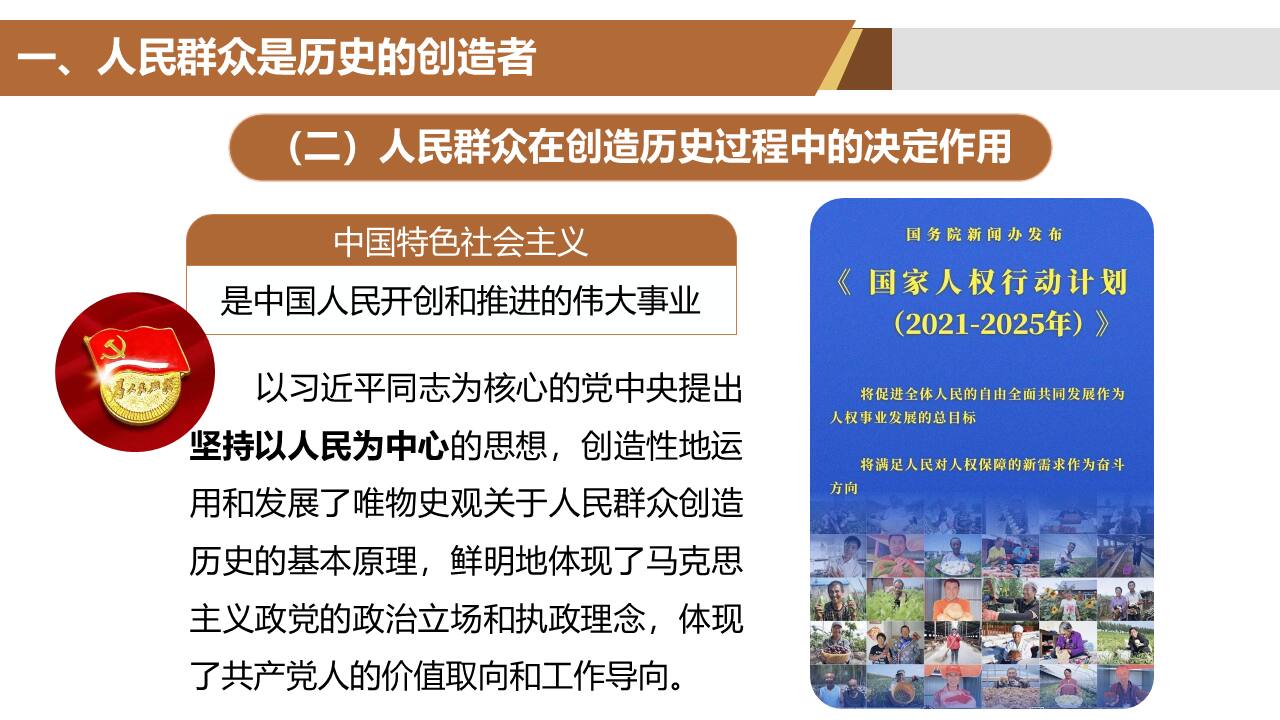 一、人民群众是历史的创造者
（二）人民群众在创造历史过程中的决定作用
中国特色社会主义
是中国人民开创和推进的伟大事业
以习近平同志为核心的党中央提出
坚持以人民为中心的思想，创造性地运
用和发展了唯物史观关于人民群众创造
历史的基本原理，鲜明地体现了马克思
主义政党的政治立场和执政理念，体现
了共产党人的价值取向和工作导向。
国务院新闻办发布
《国家人权行动计划
（2021-2025年）》
将促进全体人民的自由全面共同发展作为
人权事业发展的总目标
将满足人民对人权保障的新需求作为奋斗
方向